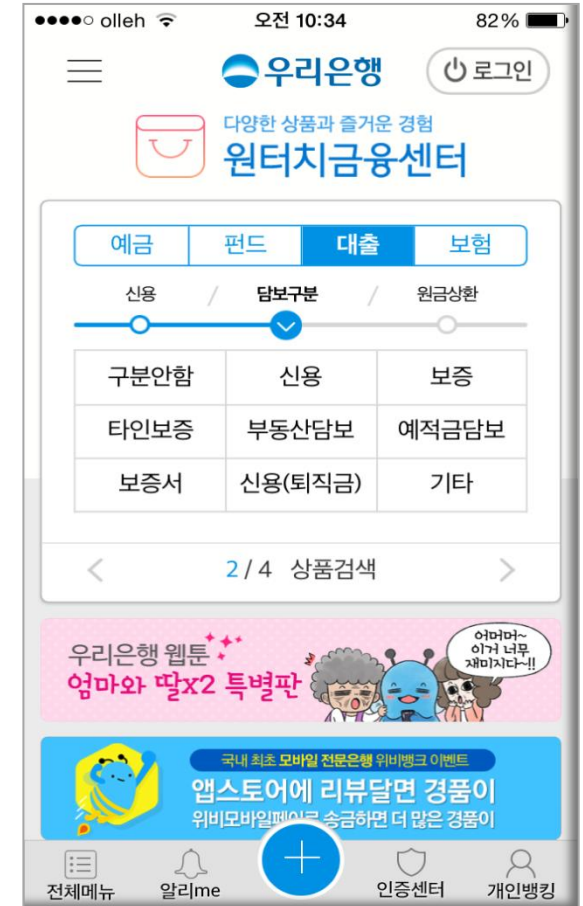 olleh 오전 10:34 82%
우리은행 로그인
다양한 상품과 즐거운 경험
원터치금융센터
예금 펀드 대출 보험
신용 / 담보구분 / 원금상환
구분안함 신용 보증
타인보증 부동산담보 예적금담보
보증서 신용(퇴직금) 기타
< 2 / 4 상품검색 >
우리은행 웹툰
엄마와 딸x2 특별판
어머머~
이거 너무
재미지다~!!
국내 최초 모바일 전문은행 위비뱅크 이벤트
앱스토어에 리뷰달면 경품이
위비모바일페이로 송금하면 더 많은 경품이
전체메뉴 알리me 인증센터 개인뱅킹